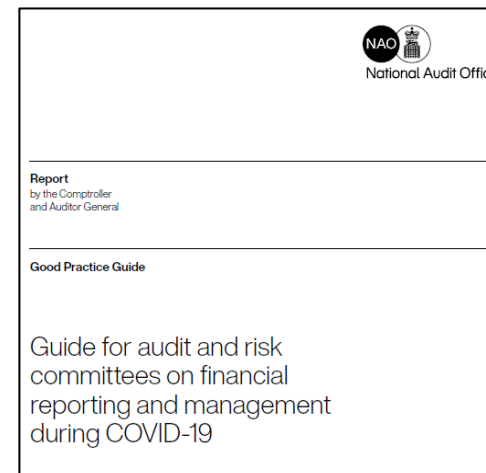 NAO
National Audit Offic
Report
by the Comptroller
and Auditor General
Good Practice Guide
Guide for audit and risk
committees on financial
reporting and management
during COVID-19